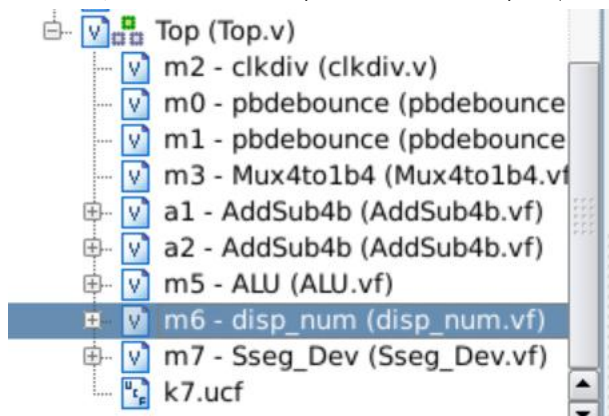 Top (Top.v)
m2 - clkdiv (clkdiv.v)
m0 - pbdebounce (pbdebounce
m1 - pbdebounce (pbdebounce
m3 - Mux4to1b4 (Mux4to1b4.vf
a1 - AddSub4b (AddSub4b.vf)
a2 - AddSub4b (AddSub4b.vf)
m5 - ALU (ALU.vf)
m6 - disp_num (disp_num.vf)
m7 - Sseg_Dev (Sseg_Dev.vf)
k7.ucf